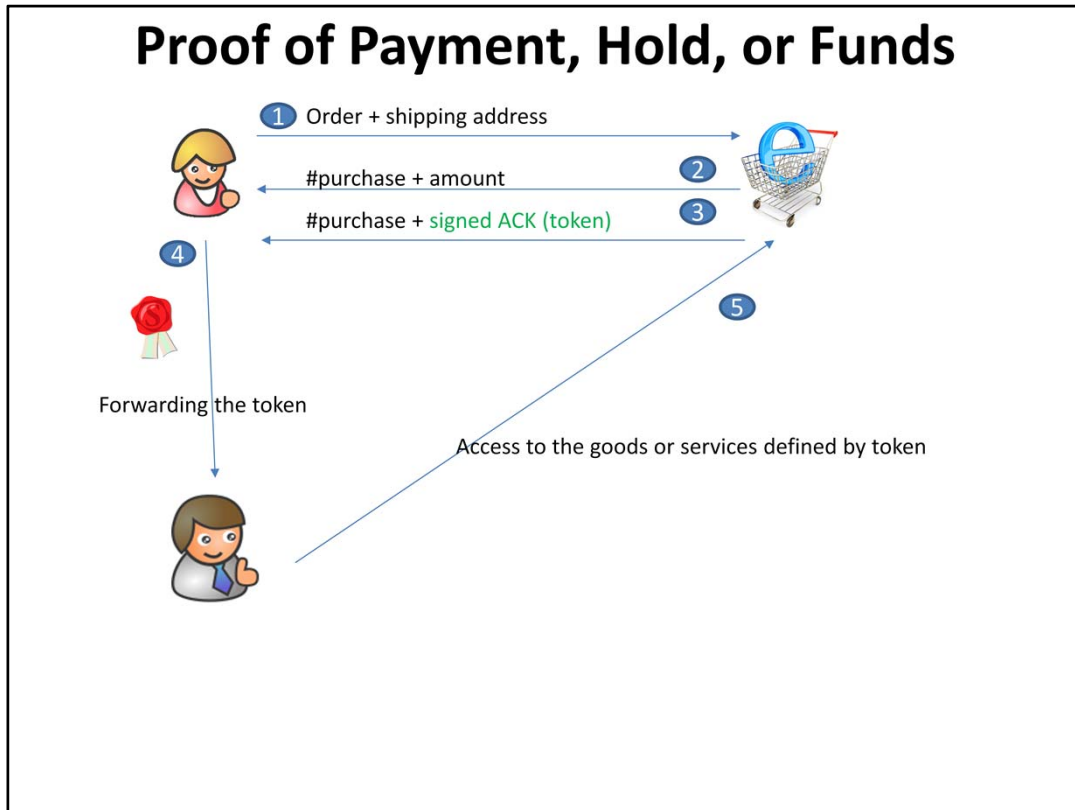 Proof of Payment, Hold, or Funds
1 Order + shipping address
#purchase + amount 2
#purchase + signed ACK (token) 3
4
S
5
Forwarding the token
Access to the goods or services defined by token